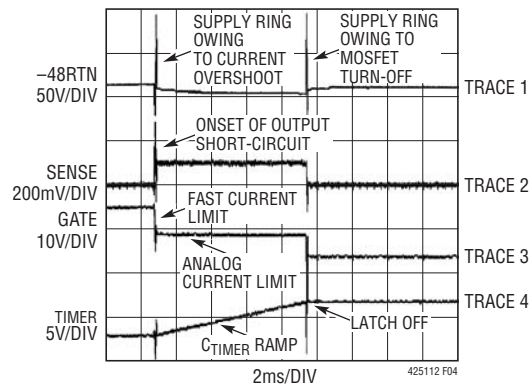 SUPPLY RING
OWING
TO CURRENT
OVERSHOOT
SUPPLY RING
OWING TO
MOSFET
TURN-OFF
–48RTN
50V/DIV
TRACE 1
ONSET OF OUTPUT
SHORT-CIRCUIT
SENSE
200mV/DIV
TRACE 2
GATE
10V/DIV
FAST CURRENT
LIMIT
ANALOG
CURRENT LIMIT
TRACE 3
TRACE 4
TIMER
5V/DIV
LATCH OFF
CTIMER RAMP
2ms/DIV
425112 F04